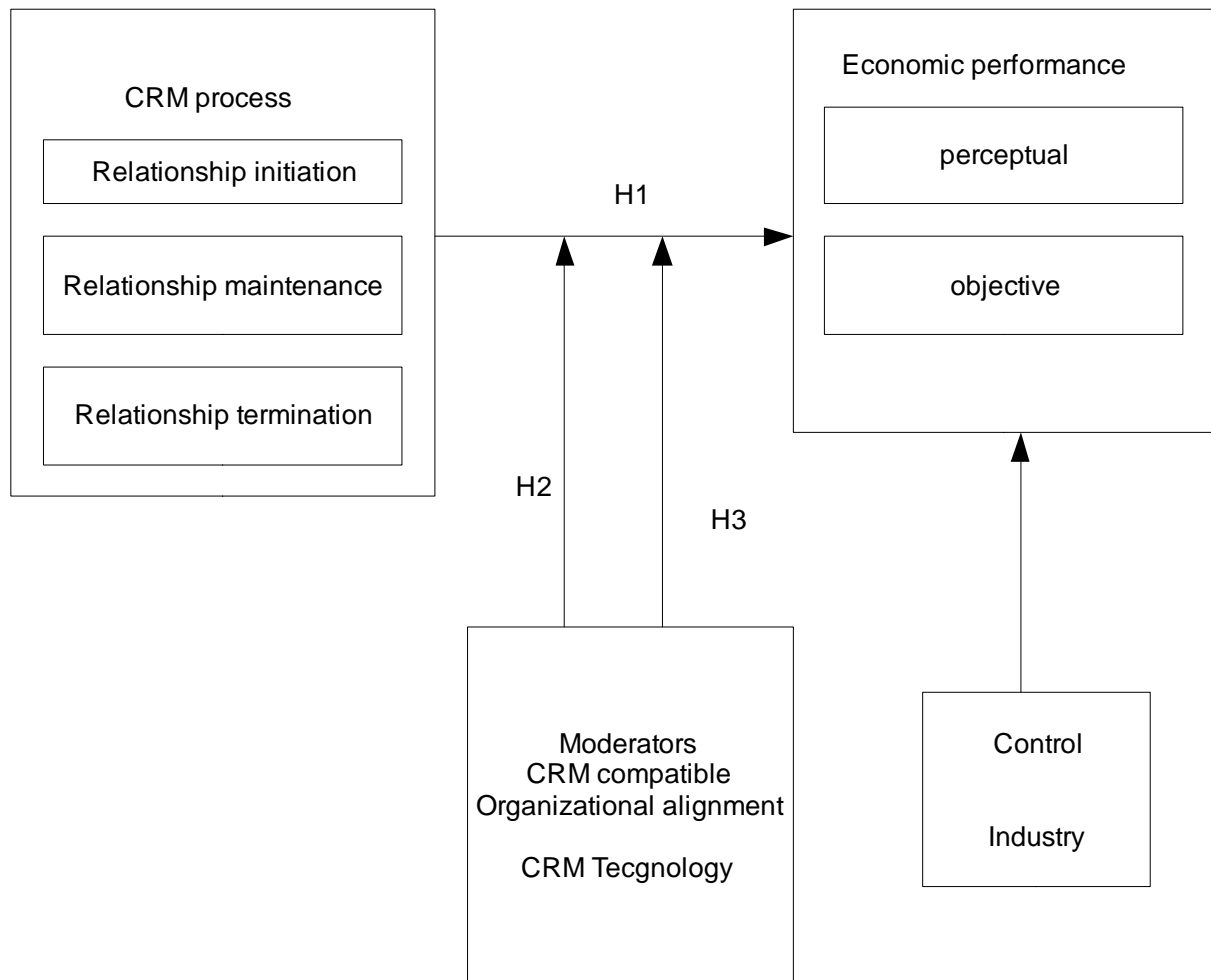 CRM process
Relationship initiation
Relationship maintenance
Relationship termination
H1
Economic performance
perceptual
objective
H2
H3
Moderators
CRM compatible
Organizational alignment
CRM Tecgnology
Control
Industry